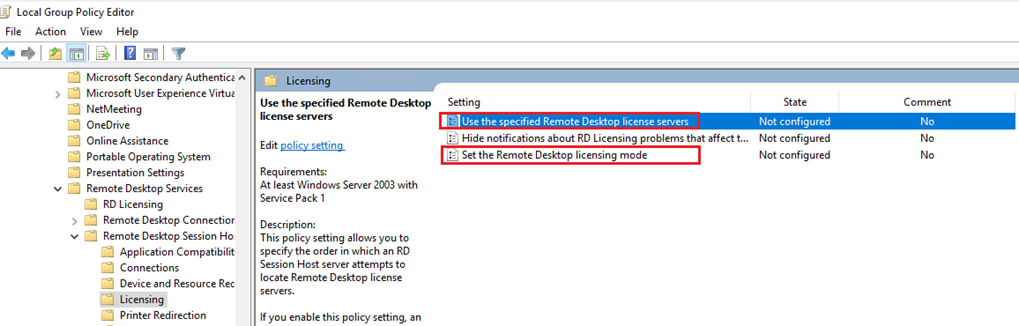 Local Group Policy Editor
File Action View Help
Microsoft Secondary Authentica
Microsoft User Experience Virtua
NetMeeting
OneDrive
Online Assistance
Portable Operating System
Presentation Settings
Remote Desktop Services
RD Licensing
Remote Desktop Connection
Remote Desktop Session Ho
Application Compatibilit
Connections
Device and Resource Rec
Licensing
Printer Redirection
Licensing
Use the specified Remote Desktop
license servers
Edit policy setting
Requirements:
At least Windows Server 2003 with
Service Pack 1
Description:
This policy setting allows you to
specify the order in which an RD
Session Host server attempts to
locate Remote Desktop license
servers.
If you enable this policy setting, an
Setting State Comment
Use the specified Remote Desktop license servers Not configured No
Hide notifications about RD Licensing problems that affect t... Not configured No
Set the Remote Desktop licensing mode Not configured No